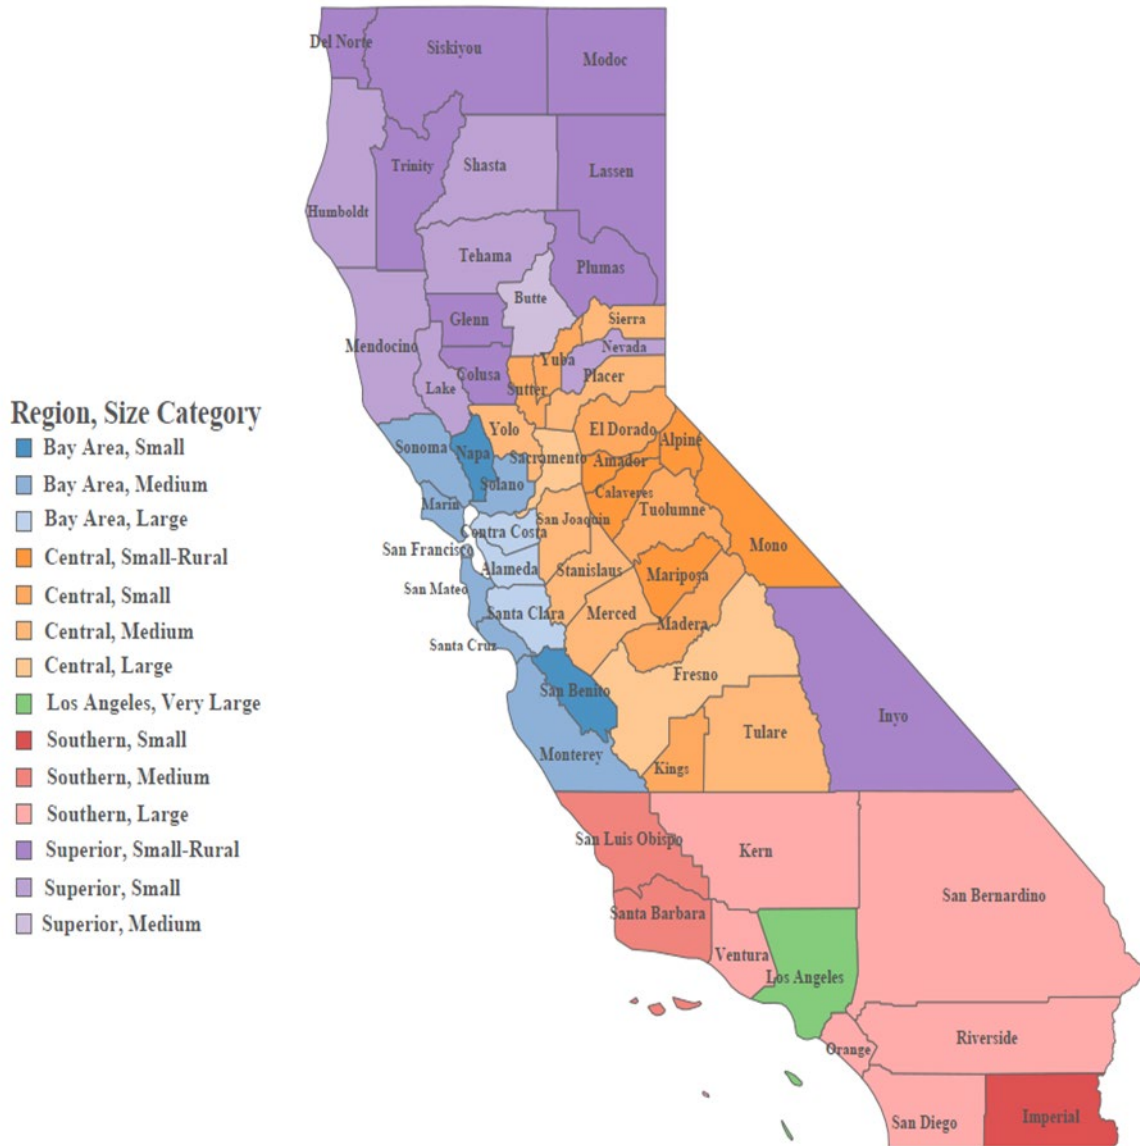 Del Norte
Siskiyou
Modoc
Trinity
Shasta
Lassen
Humboldt
Tehama
Plumas
Butte
Glenn
Sierra
Mendocino
Nevada
Yuba
Colusa
Placer
Lake
Sutter
Region, Size Category
Bay Area, Small
Bay Area, Medium
Bay Area, Large
Central, Small-Rural
Central, Small
Central, Medium
Central, Large
Los Angeles, Very Large
Southern, Small
Southern, Medium
Southern, Large
Superior, Small-Rural
Superior, Small
Superior, Medium
Yolo
El Dorado
Sonoma
Napa
Alpine
Sacramento
Amador
Solano
Calaveres
Marin
Tuolumne
San Joaquin
Contra Costa
Mono
San Francisco
Alameda
Stanislaus
Mariposa
San Mateo
Santa Clara
Merced
Madera
Santa Cruz
Fresno
San Benito
Inyo
Monterey
Tulare
Kings
San Luis Obispo
Kern
San Bernardino
Santa Barbara
Ventura
Los Angeles
Orange
Riverside
San Diego
Imperial